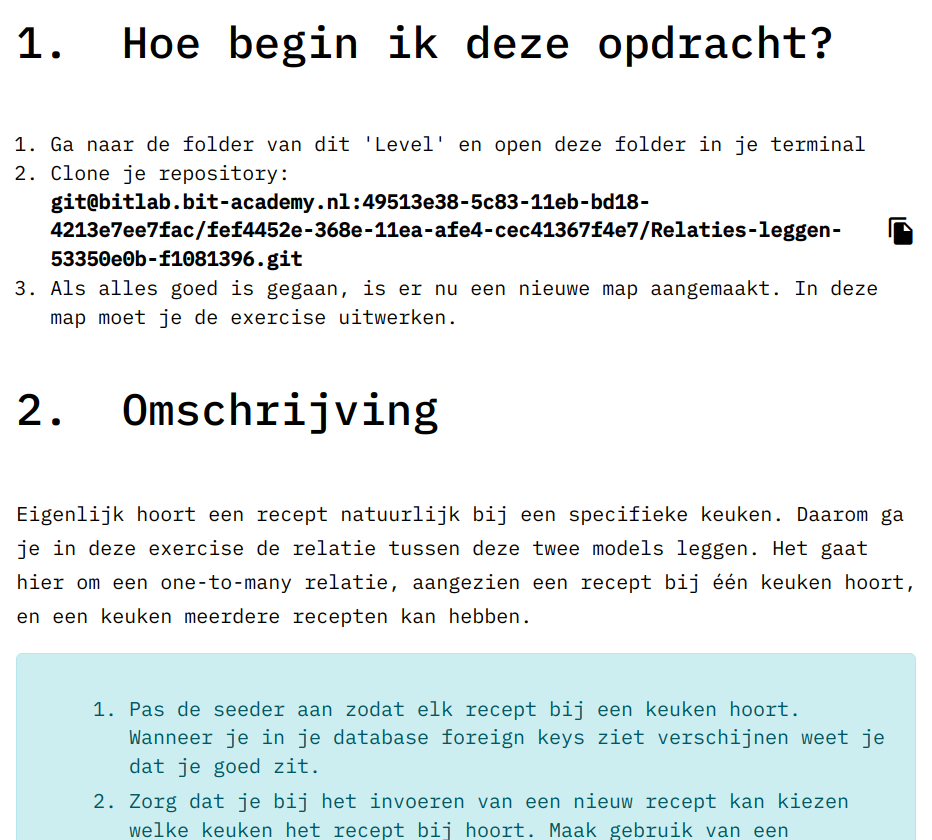 1. Hoe begin ik deze opdracht?
1. Ga naar de folder van dit 'Level' en open deze folder in je terminal
2. Clone je repository:
git@bitlab.bit-academy.nl:49513e38-5c83-11eb-bd18-
4213e7ee7fac/fef4452e-368e-11ea-afe4-cec41367f4e7/Relaties-leggen-
53350e0b-f1081396.git
3. Als alles goed is gegaan, is er nu een nieuwe map aangemaakt. In deze
map moet je de exercise uitwerken.
2. Omschrijving
Eigenlijk hoort een recept natuurlijk bij een specifieke keuken. Daarom ga
je in deze exercise de relatie tussen deze twee models leggen. Het gaat
hier om een one-to-many relatie, aangezien een recept bij één keuken hoort,
en een keuken meerdere recepten kan hebben.
1. Pas de seeder aan zodat elk recept bij een keuken hoort.
Wanneer je in je database foreign keys ziet verschijnen weet je
dat je goed zit.
2. Zorg dat je bij het invoeren van een nieuw recept kan kiezen
welke keuken het recept bij hoort. Maak gebruik van een